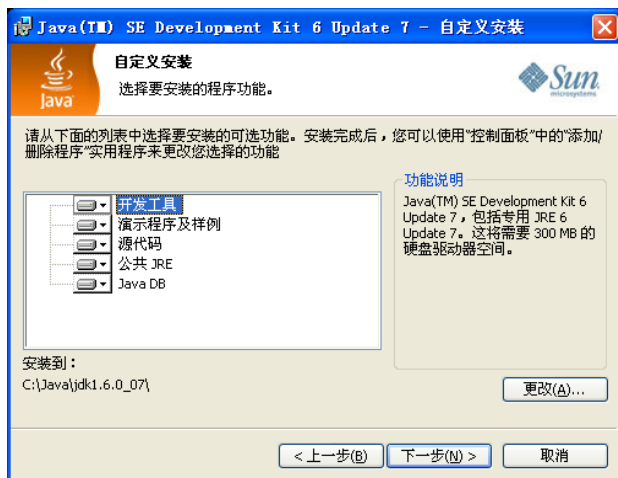 Java(TM) SE Development Kit 6 Update 7 - 自定义安装
自定义安装
选择要安装的程序功能。
Java
Sun
microsystems
请从下面的列表中选择要安装的可选功能。安装完成后，您可以使用“控制面板”中的“添加/
删除程序”实用程序来更改您选择的功能
开发工具
演示程序及样例
源代码
公共 JRE
Java DB
功能说明
Java(TM) SE Development Kit 6
Update 7，包括专用 JRE 6
Update 7。这将需要 300 MB 的
硬盘驱动器空间。
安装到：
C:\Java\jdk1.6.0_07\
更改(A)...
< 上一步(B)
下一步(N) >
取消